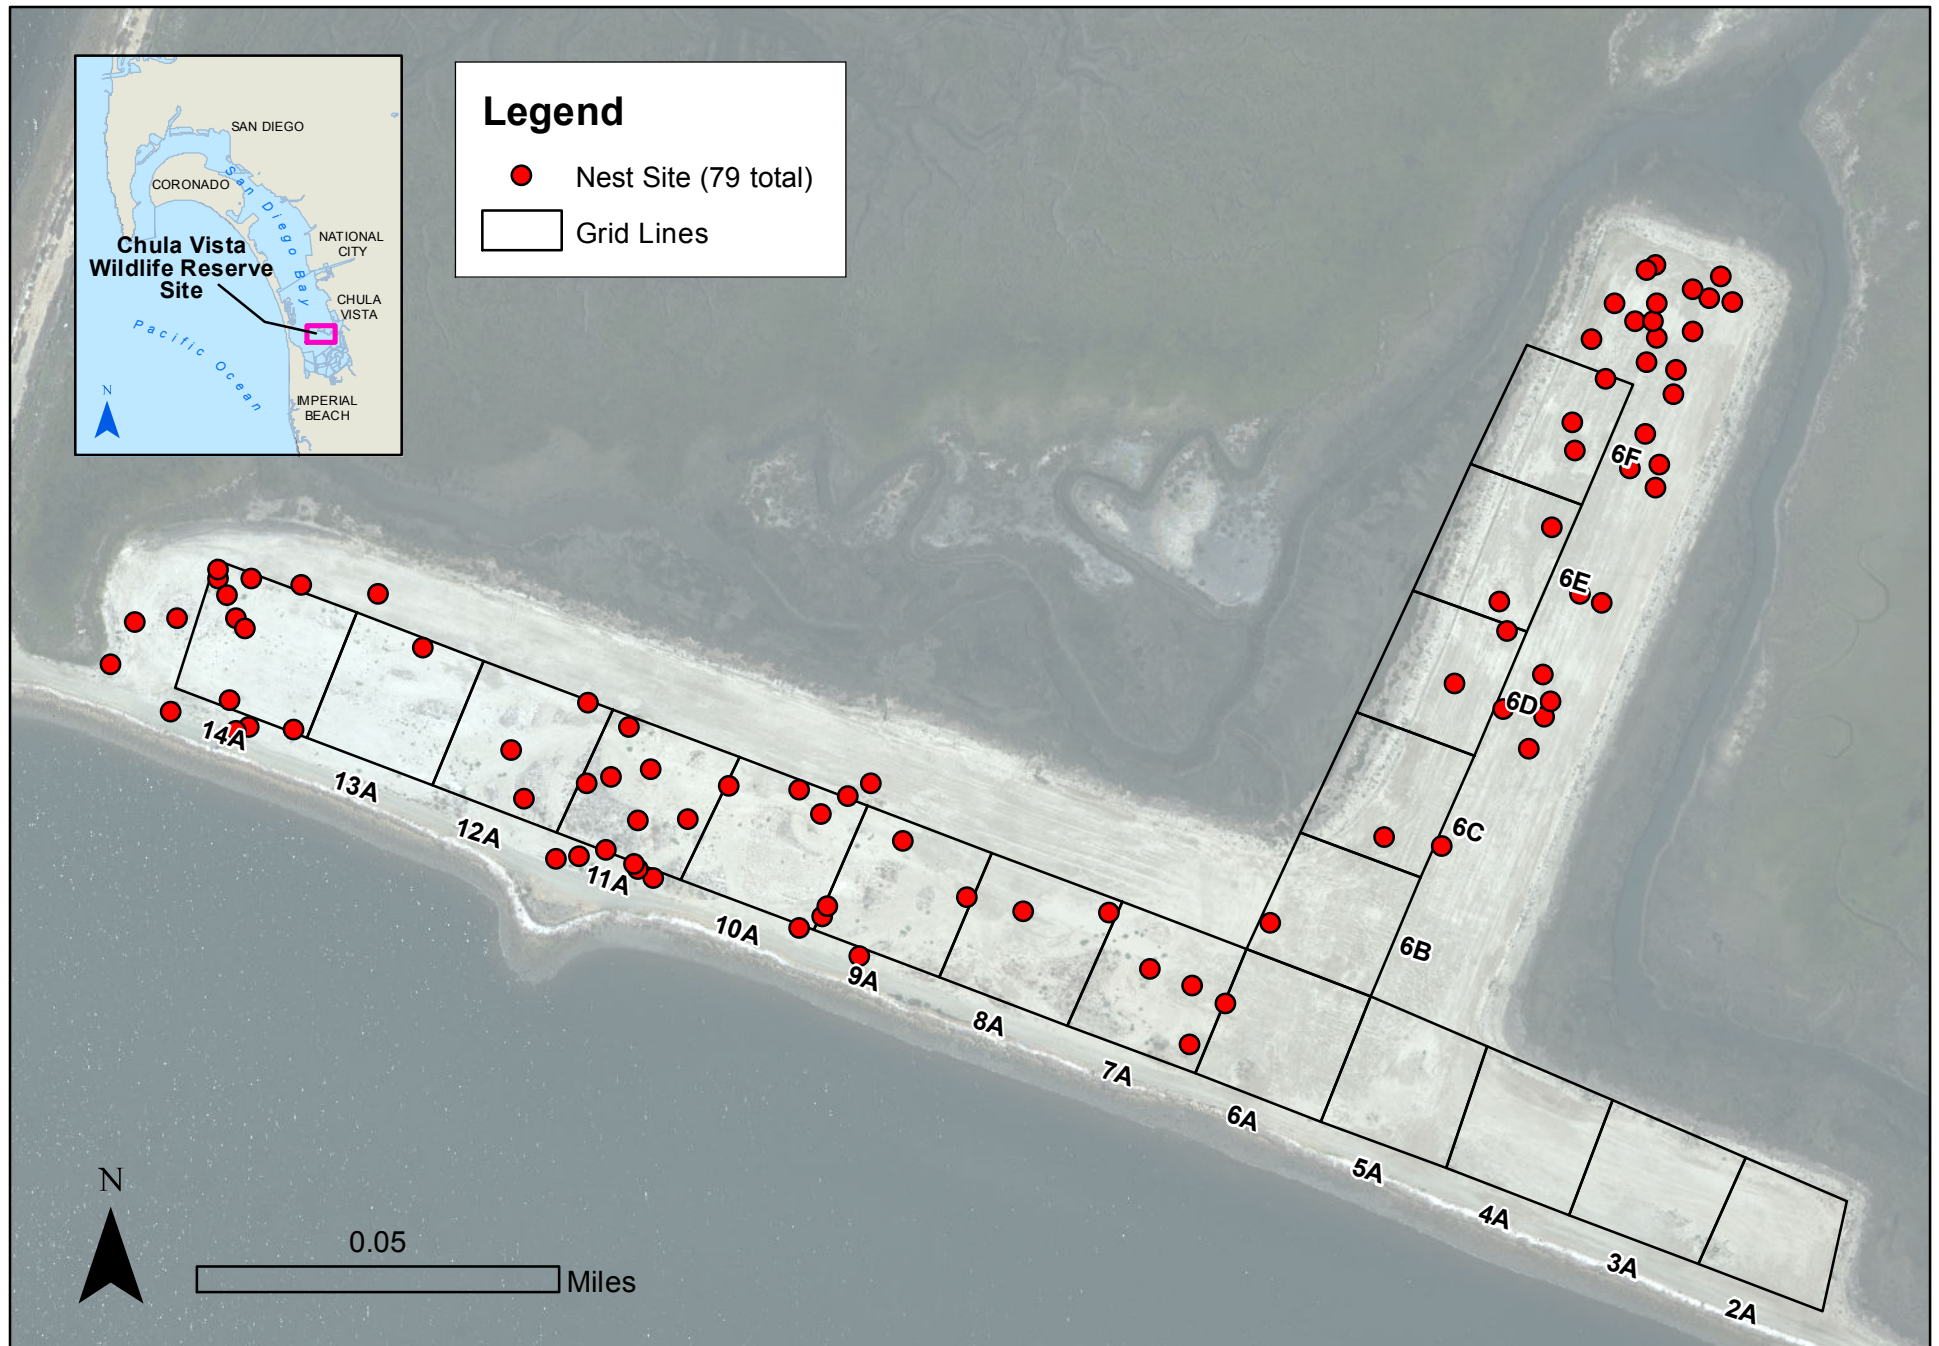 SAN DIEGO
CORONADO
San Diego Bay
NATIONAL
CITY
Chula Vista
Wildlife Reserve
Site
CHULA
VISTA
Pacific Ocean
N
IMPERIAL
BEACH
Legend
Nest Site (79 total)
Grid Lines
6F
6E
6D
6C
6B
14A
13A
12A
11A
10A
9A
8A
7A
6A
5A
4A
3A
2A
N
0.05
Miles